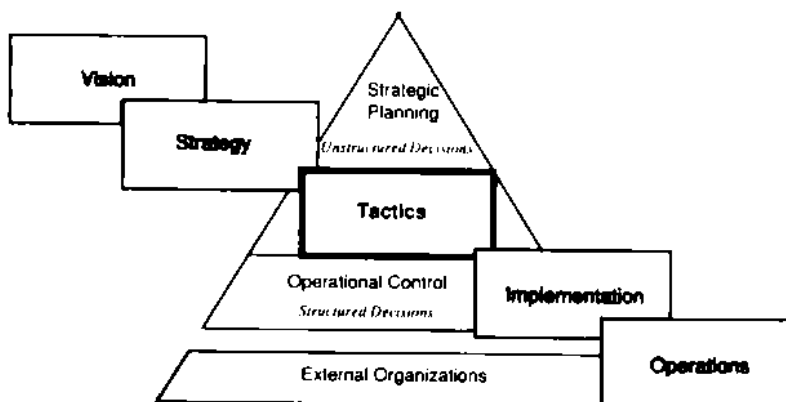 Vision
Strategic
Planning
Strategy
Unstructured Decisions
Tactics
Operational Control
Implementation
Structured Decisions
Operations
External Organizations